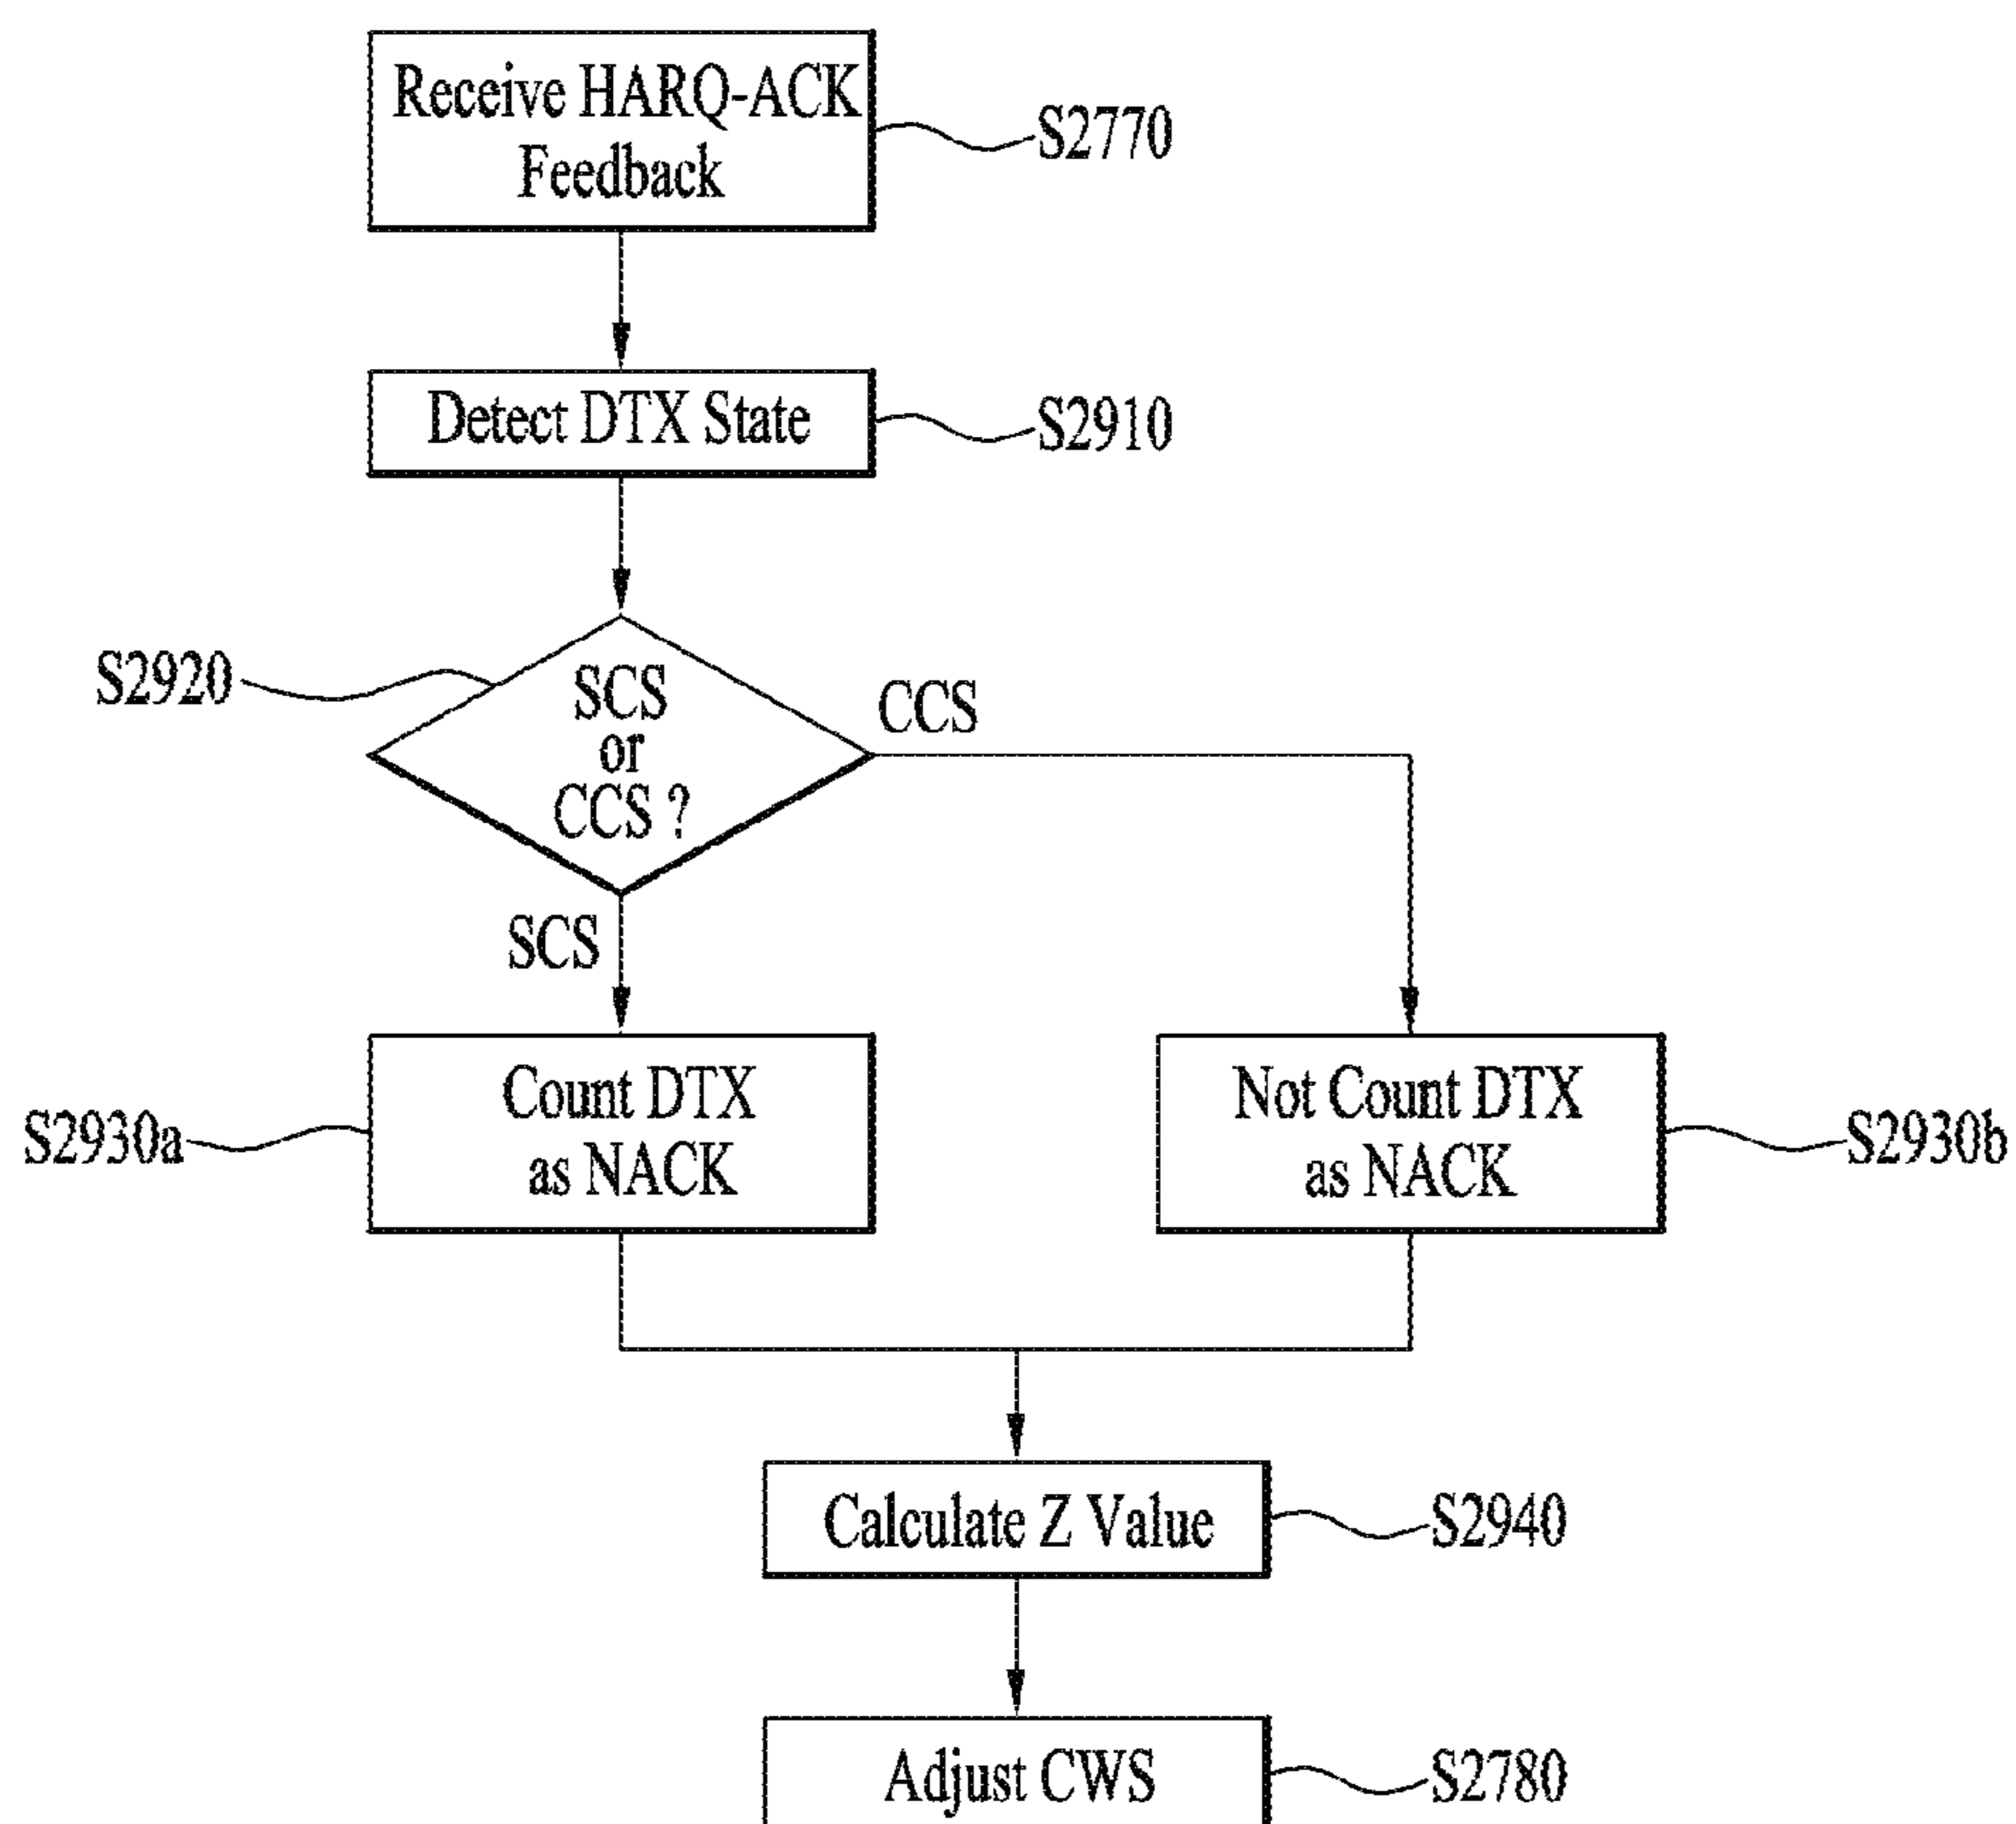 Receive HARQ-ACK
Feedback
S2770
Detect DTX State
S2910
S2920
SCS
or
CCS ?
CCS
SCS
Count DTX
as NACK
S2930a
Not Count DTX
as NACK
S2930b
Calculate Z Value
S2940
Adjust CWS
S2780